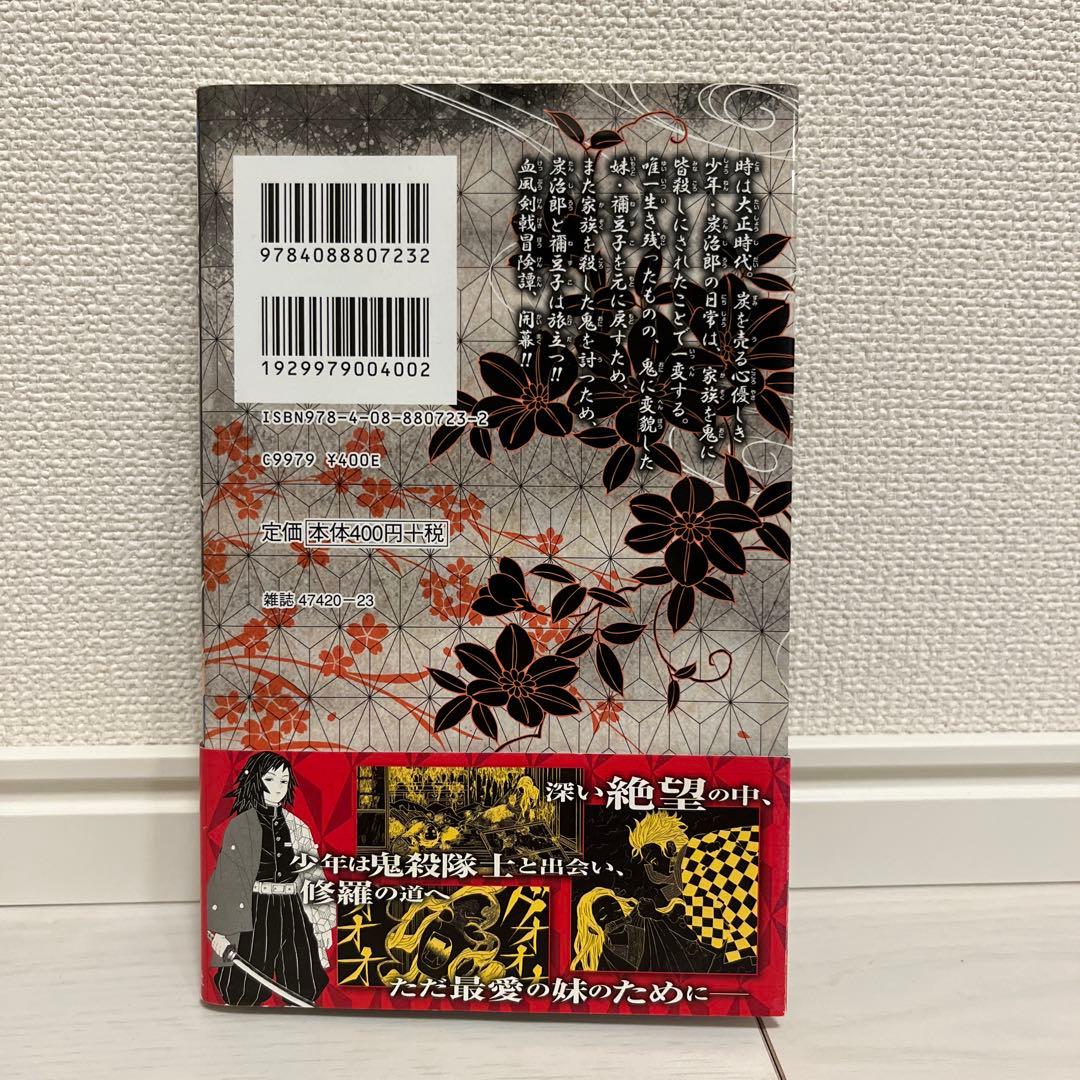 時は大正時代。炭を売る心優しき
少年・炭治郎の日常は、家族を鬼に
皆殺しにされたことで一変する。
唯一生き残ったものの、鬼に変貌した
妹・禰豆子を元に戻すため、
また家族を殺した鬼を討つため、
炭治郎と禰豆子は旅立つ!!
血風剣戟冒険譚、開幕!!
9784088807232
1929979004002
ISBN978-4-08-880723-2
C9979 ¥400E
定価 本体400円+税
雑誌 47420-23
深い絶望の中、
少年は鬼殺隊士と出会い、
修羅の道へ
オオ
グオオオ
ただ最愛の妹のために—